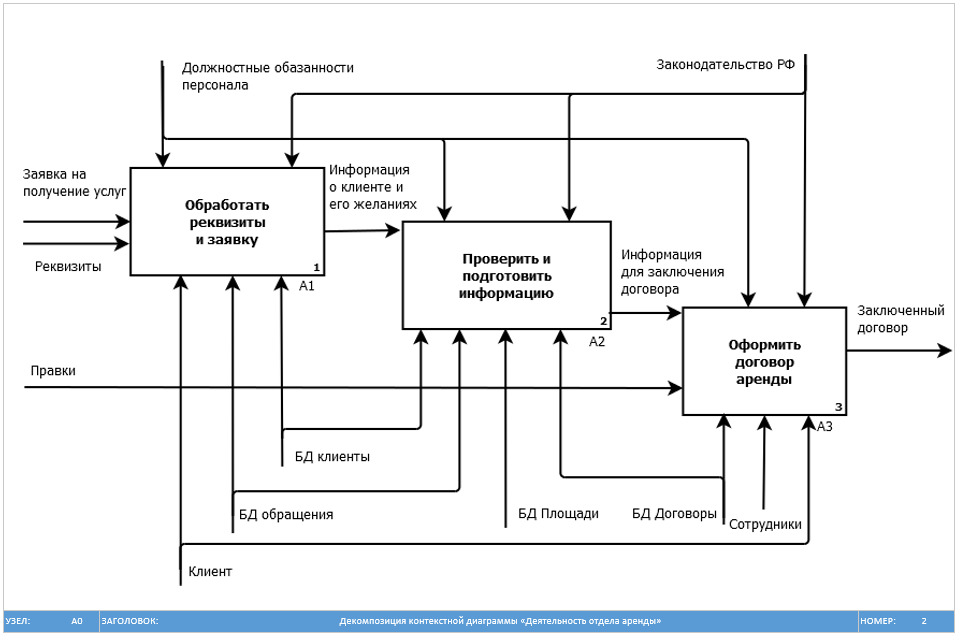 Должностные обазанности
персонала
Законодательство РФ
Заявка на
получение услуг
Реквизиты
Обработать
реквизиты
и заявку
1
A1
Информация
о клиенте и
его желаниях
Проверить и
подготовить
информацию
2
A2
Информация
для заключения
договора
Оформить
договор
аренды
3
A3
Заключенный
договор
Правки
БД клиенты
БД обращения
БД Площади
БД Договоры
Сотрудники
Клиент
УЗЕЛ: A0 ЗАГОЛОВОК: Декомпозиция контекстной диаграммы «Деятельность отдела аренды» НОМЕР: 2